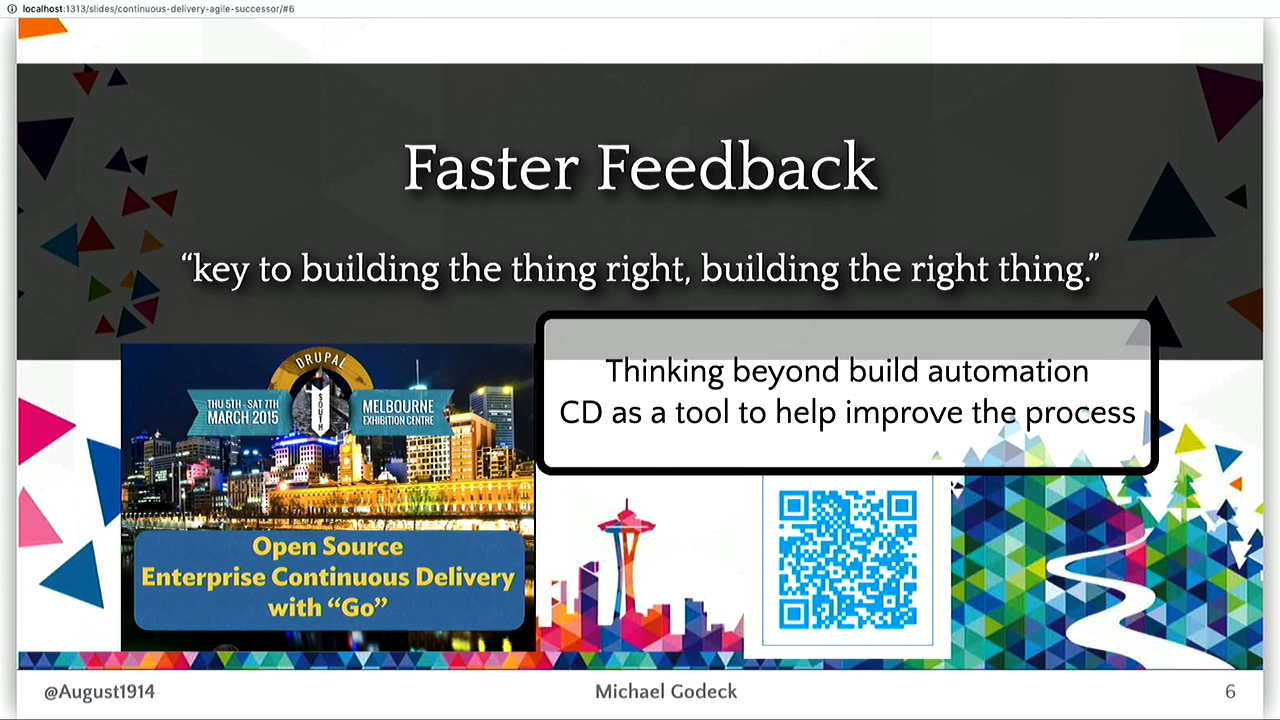 localhost:1313/slides/continuous-delivery-agile-successor/#6
Faster Feedback
“key to building the thing right, building the right thing.”
Thinking beyond build automation
CD as a tool to help improve the process
DRUPAL
SOUTH
THU 5TH - SAT 7TH
MARCH 2015
MELBOURNE
EXHIBITION CENTRE
Open Source
Enterprise Continuous Delivery
with “Go”
@August1914
Michael Godeck
6